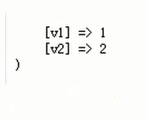 [v1] => 1
[v2] => 2
)